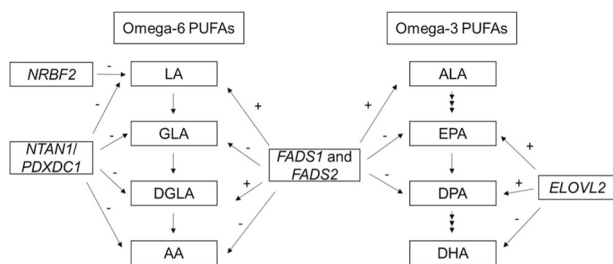 Omega-6 PUFAs
Omega-3 PUFAs
NRBF2
-
LA
ALA
-
+
+
NTAN1/
PDXDC1
-
GLA
-
FADS1 and
FADS2
-
EPA
+
-
DGLA
+
-
DPA
+
ELOVL2
-
AA
-
-
DHA